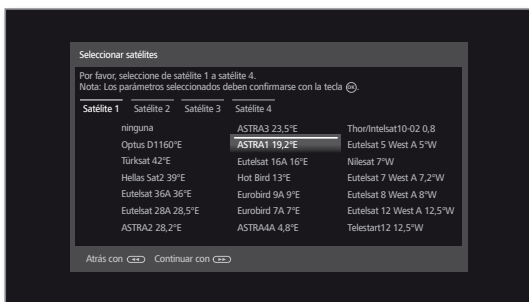 Seleccionar satélites
Por favor, seleccione de satélite 1 a satélite 4.
Nota: Los parámetros seleccionados deben confirmarse con la tecla OK.
Satélite 1 Satélite 2 Satélite 3 Satélite 4
ninguna ASTRA3 23,5°E Thor/Intelsat10-02 0,8
Optus D1160°E ASTRA1 19,2°E Eutelsat 5 West A 5°W
Türksat 42°E Eutelsat 16A 16°E Nilesat 7°W
Hellas Sat2 39°E Hot Bird 13°E Eutelsat 7 West A 7,2°W
Eutelsat 36A 36°E Eurobird 9A 9°E Eutelsat 8 West A 8°W
Eutelsat 28A 28,5°E Eurobird 7A 7°E Eutelsat 12 West A 12,5°W
ASTRA2 28,2°E ASTRA4A 4,8°E Telestart12 12,5°W
Atrás con Continuar con